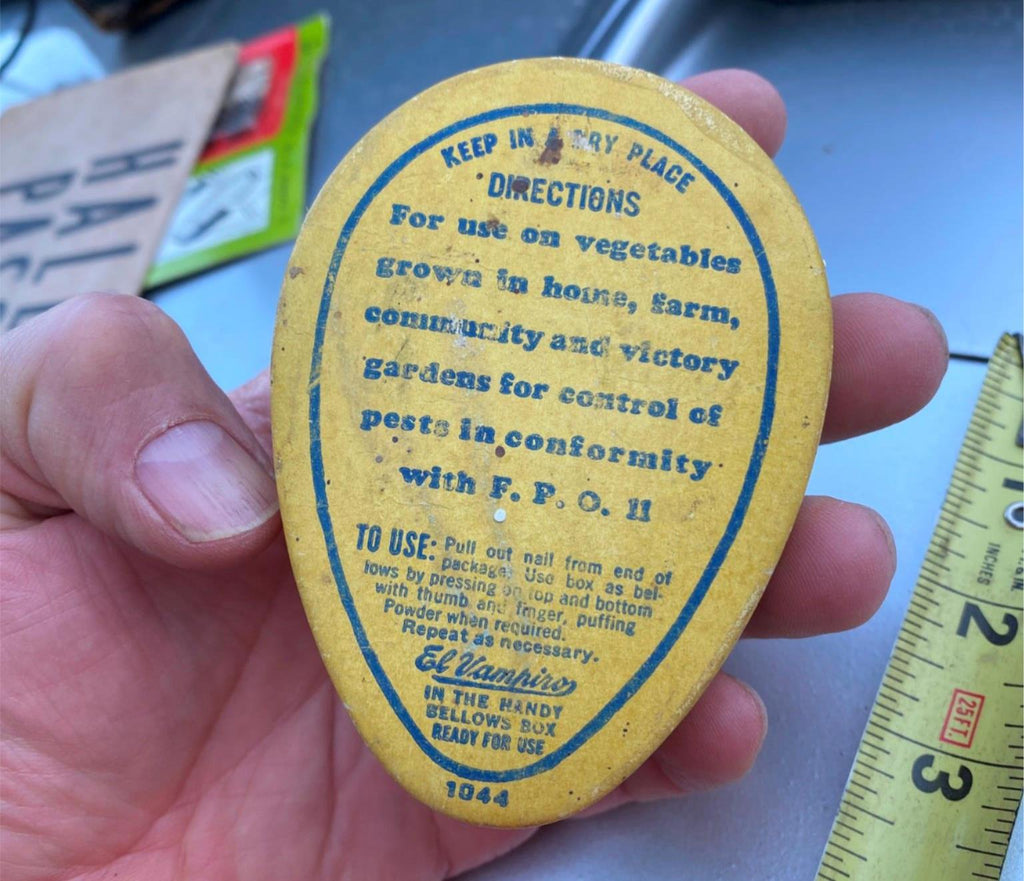 KEEP IN A DRY PLACE
DIRECTIONS
For use on vegetables
grown in home, farm,
community and victory
gardens for control of
pests in conformity
with F. P. O. 11
TO USE: Pull out nail from end of
package. Use box as bel-
lows by pressing on top and bottom
with thumb and finger, puffing
Powder when required.
Repeat as necessary.
El Vampiro
IN THE HANDY
BELLOWS BOX
READY FOR USE
1944
HAL
PAC
INCHES
2
25FT.
3